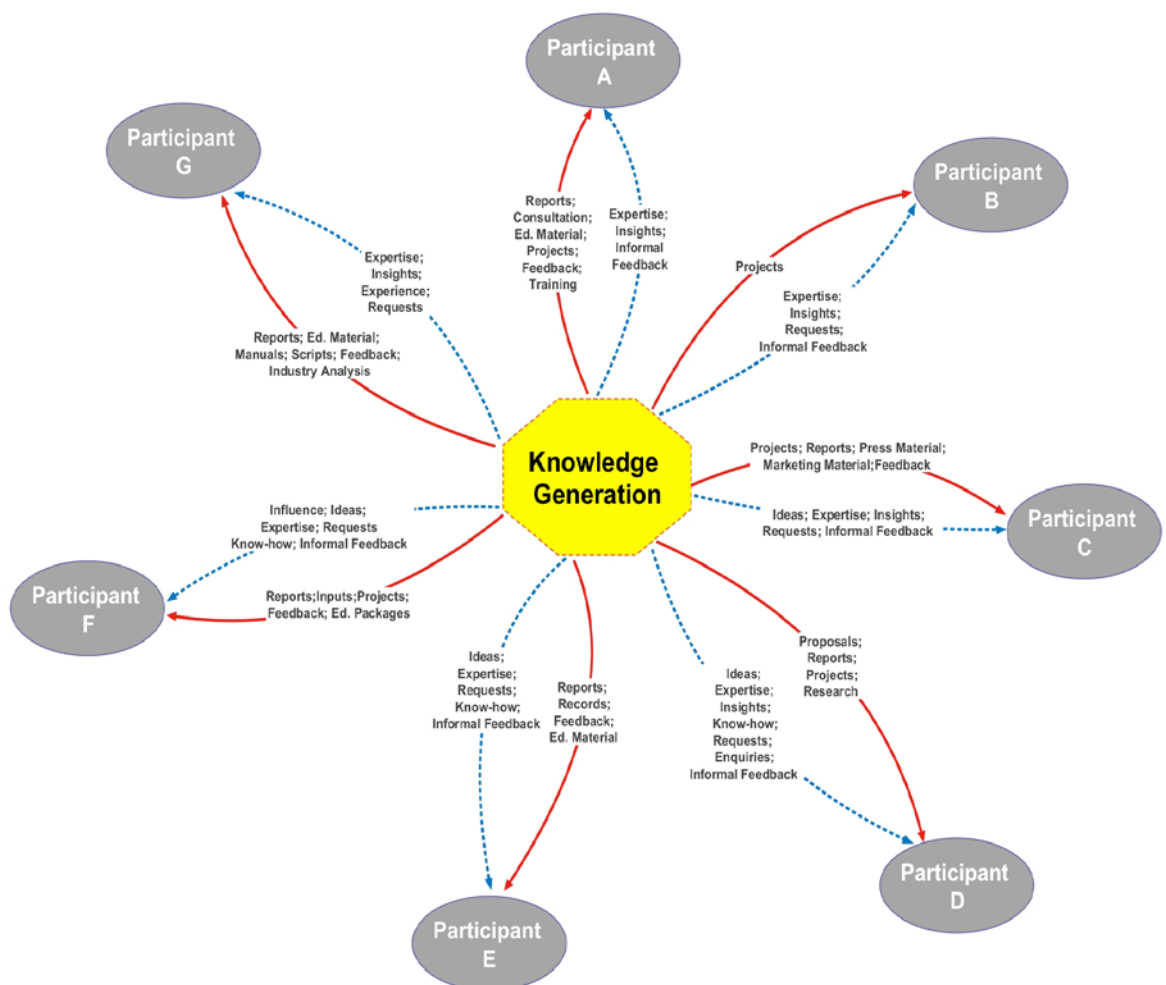 Participant
A
Participant
G
Participant
B
Reports;
Consultation;
Ed. Material;
Projects;
Feedback;
Training
Expertise;
Insights;
Informal
Feedback
Projects
Expertise;
Insights;
Requests;
Informal Feedback
Expertise;
Insights;
Experience;
Requests
Reports; Ed. Material;
Manuals; Scripts; Feedback;
Industry Analysis
Knowledge
Generation
Projects; Reports; Press Material;
Marketing Material;Feedback
Ideas; Expertise; Insights;
Requests; Informal Feedback
Participant
C
Influence; Ideas;
Expertise; Requests
Know-how; Informal Feedback
Participant
F
Reports;Inputs;Projects;
Feedback; Ed. Packages
Ideas;
Expertise;
Requests;
Know-how;
Informal Feedback
Reports;
Records;
Feedback;
Ed. Material
Ideas;
Expertise;
Insights;
Know-how;
Requests;
Enquiries;
Informal Feedback
Proposals;
Reports;
Projects;
Research
Participant
D
Participant
E